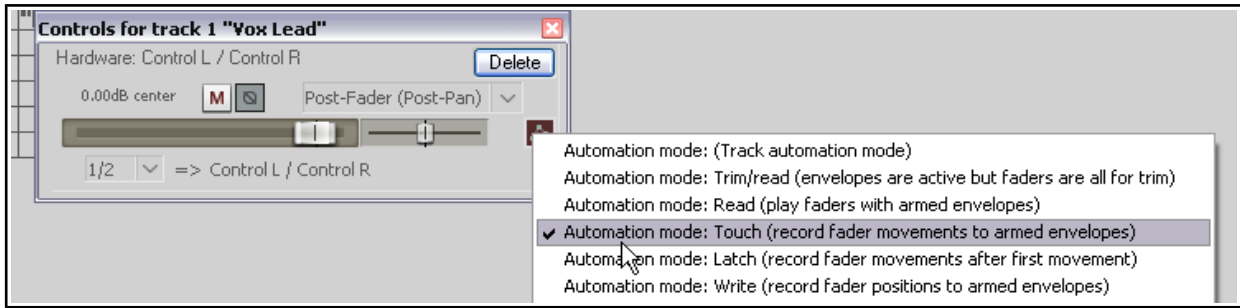 Controls for track 1 "Vox Lead"
Hardware: Control L / Control R
Delete
0.00dB center
M
Post-Fader (Post-Pan)
1/2
=> Control L / Control R
Automation mode: (Track automation mode)
Automation mode: Trim/read (envelopes are active but faders are all for trim)
Automation mode: Read (play faders with armed envelopes)
Automation mode: Touch (record fader movements to armed envelopes)
Automation mode: Latch (record fader movements after first movement)
Automation mode: Write (record fader positions to armed envelopes)